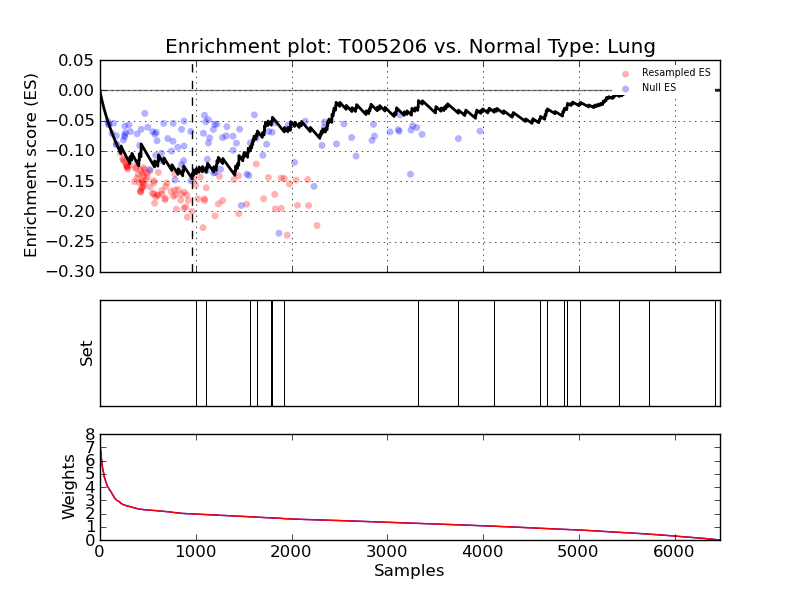 Enrichment plot: T005206 vs. Normal Type: Lung
Enrichment score (ES)
0.05
0.00
−0.05
−0.10
−0.15
−0.20
−0.25
−0.30
Resampled ES
Null ES
Set
Weights
8
7
6
5
4
3
2
1
0
0 1000 2000 3000 4000 5000 6000
Samples